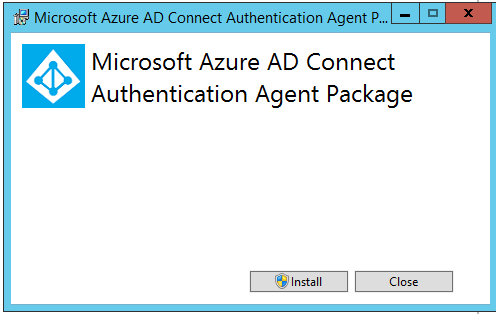 Microsoft Azure AD Connect Authentication Agent P...
Microsoft Azure AD Connect
Authentication Agent Package
Install
Close